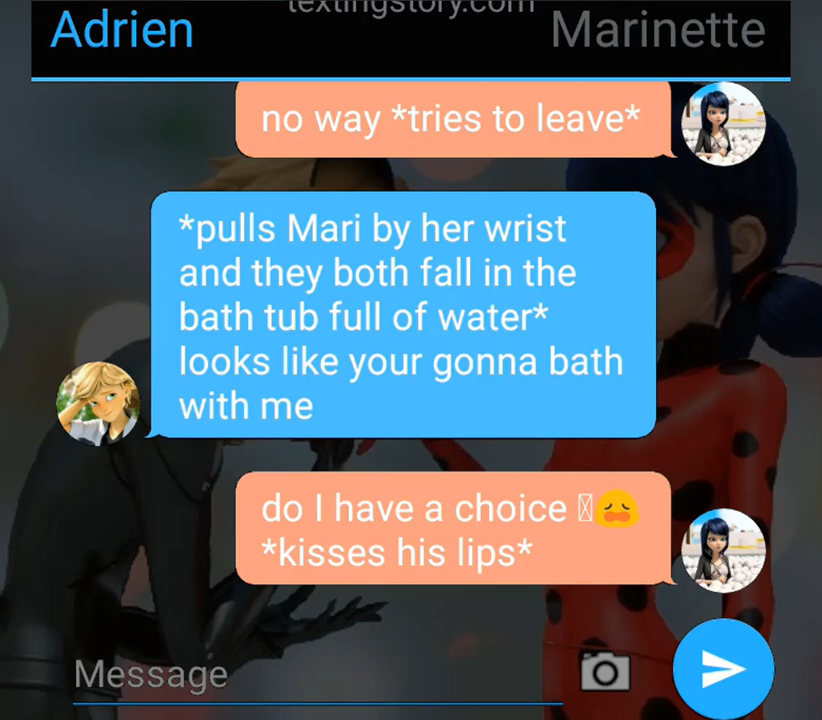 textingstory.com
Adrien
Marinette
no way *tries to leave*
*pulls Mari by her wrist
and they both fall in the
bath tub full of water*
looks like your gonna bath
with me
do I have a choice 😩
*kisses his lips*
Message